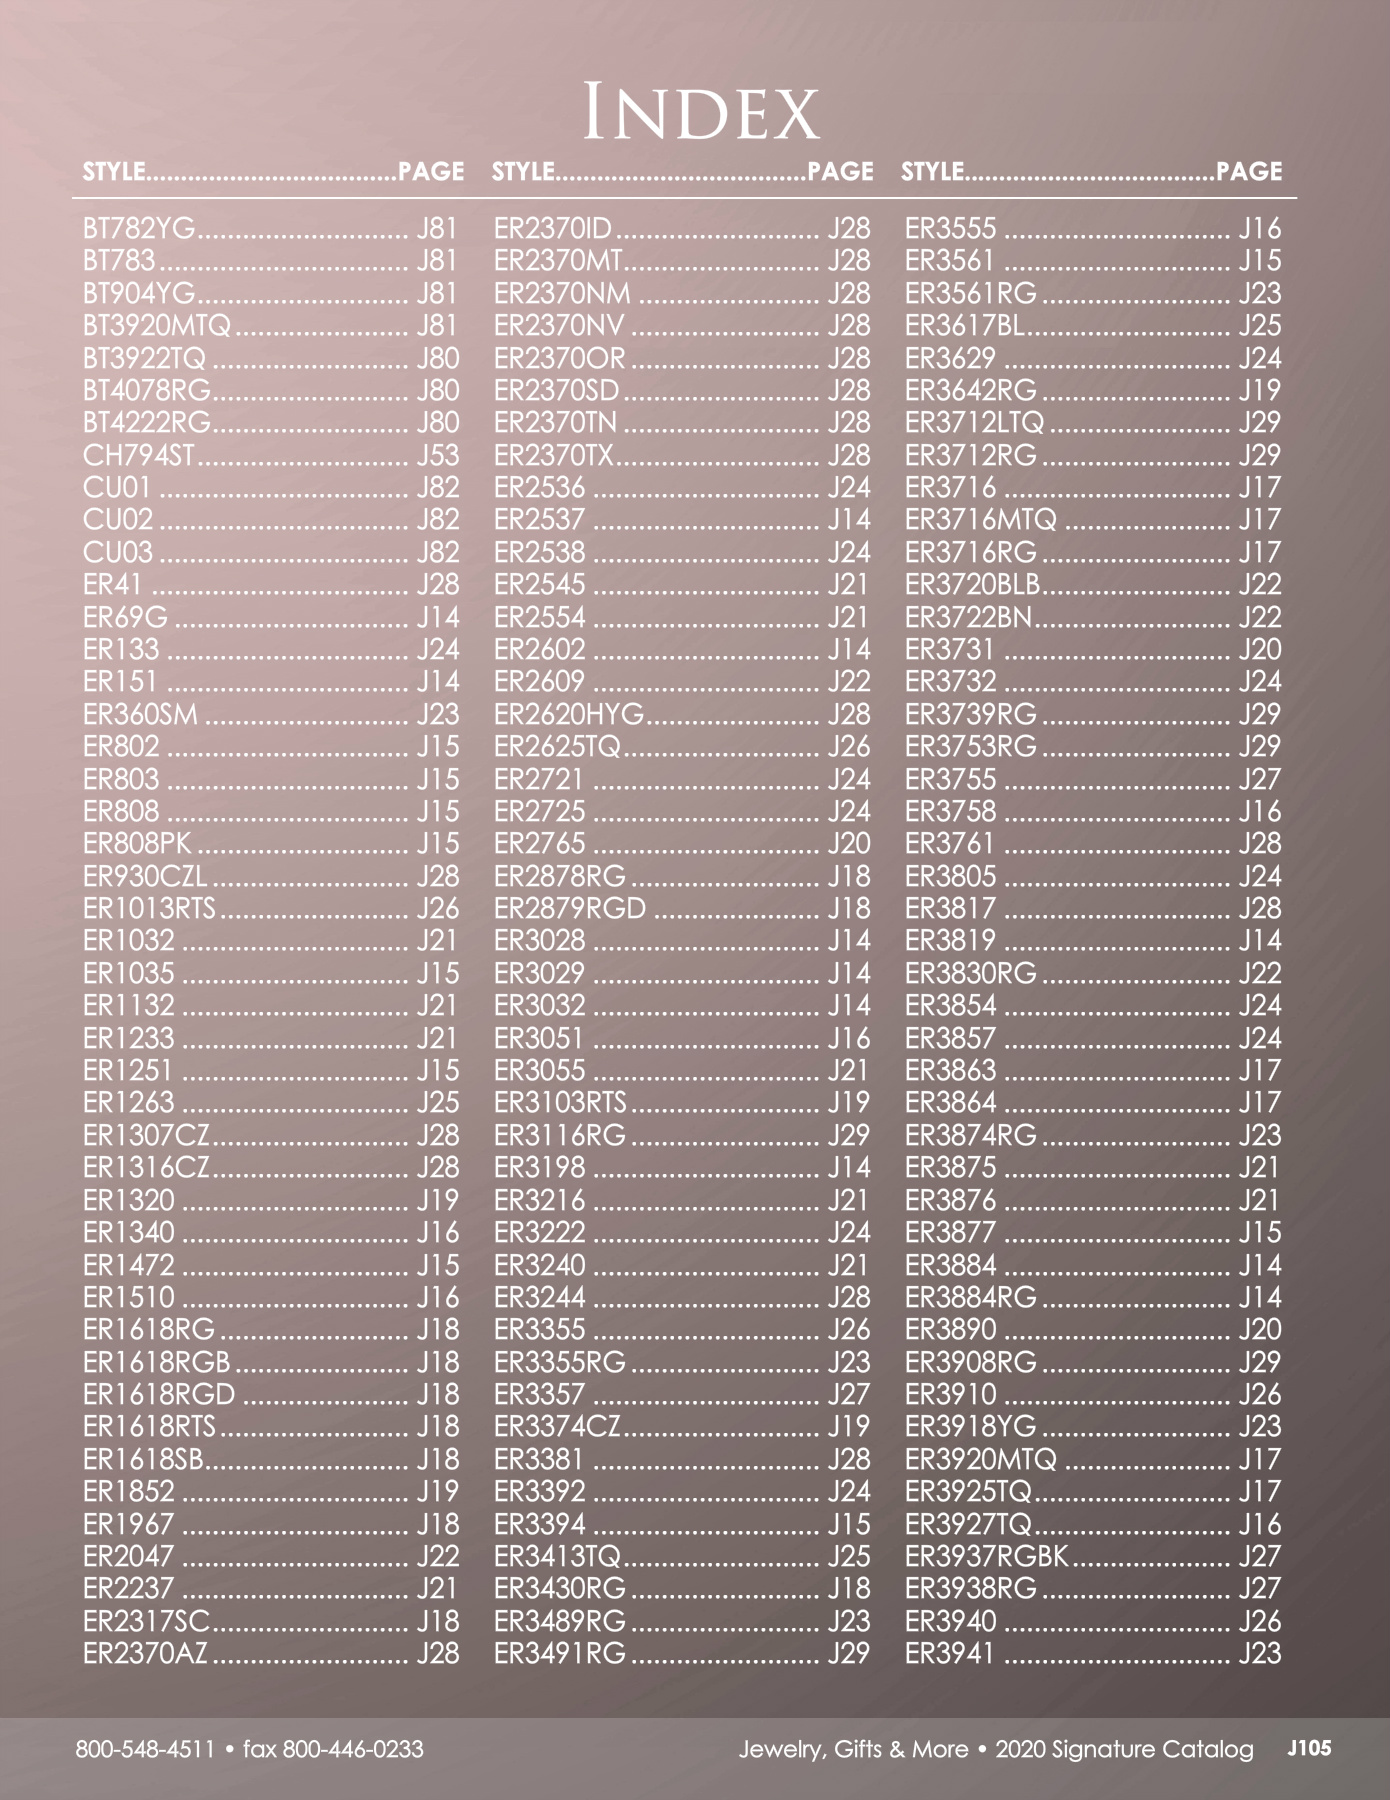 INDEX
STYLE....................................PAGE STYLE....................................PAGE STYLE....................................PAGE
BT782YG............................ J81
BT783................................. J81
BT904YG............................ J81
BT3920MTQ....................... J81
BT3922TQ .......................... J80
BT4078RG.......................... J80
BT4222RG.......................... J80
CH794ST............................ J53
CU01 ................................. J82
CU02 ................................. J82
CU03 ................................. J82
ER41 .................................. J28
ER69G ............................... J14
ER133 ................................ J24
ER151 ................................ J14
ER360SM ........................... J23
ER802 ................................ J15
ER803 ................................ J15
ER808 ................................ J15
ER808PK ............................ J15
ER930CZL .......................... J28
ER1013RTS ......................... J26
ER1032 .............................. J21
ER1035 .............................. J15
ER1132 .............................. J21
ER1233 .............................. J21
ER1251 .............................. J15
ER1263 .............................. J25
ER1307CZ.......................... J28
ER1316CZ.......................... J28
ER1320 .............................. J19
ER1340 .............................. J16
ER1472 .............................. J15
ER1510 .............................. J16
ER1618RG ......................... J18
ER1618RGB ....................... J18
ER1618RGD ...................... J18
ER1618RTS ......................... J18
ER1618SB........................... J18
ER1852 .............................. J19
ER1967 .............................. J18
ER2047 .............................. J22
ER2237 .............................. J21
ER2317SC.......................... J18
ER2370AZ .......................... J28
ER2370ID ........................... J28
ER2370MT.......................... J28
ER2370NM ........................ J28
ER2370NV ......................... J28
ER2370OR ......................... J28
ER2370SD .......................... J28
ER2370TN .......................... J28
ER2370TX........................... J28
ER2536 .............................. J24
ER2537 .............................. J14
ER2538 .............................. J24
ER2545 .............................. J21
ER2554 .............................. J21
ER2602 .............................. J14
ER2609 .............................. J22
ER2620HYG....................... J28
ER2625TQ.......................... J26
ER2721 .............................. J24
ER2725 .............................. J24
ER2765 .............................. J20
ER2878RG ......................... J18
ER2879RGD ...................... J18
ER3028 .............................. J14
ER3029 .............................. J14
ER3032 .............................. J14
ER3051 .............................. J16
ER3055 .............................. J21
ER3103RTS ......................... J19
ER3116RG ......................... J29
ER3198 .............................. J14
ER3216 .............................. J21
ER3222 .............................. J24
ER3240 .............................. J21
ER3244 .............................. J28
ER3355 .............................. J26
ER3355RG ......................... J23
ER3357 .............................. J27
ER3374CZ.......................... J19
ER3381 .............................. J28
ER3392 .............................. J24
ER3394 .............................. J15
ER3413TQ.......................... J25
ER3430RG ......................... J18
ER3489RG ......................... J23
ER3491RG ......................... J29
ER3555 .............................. J16
ER3561 .............................. J15
ER3561RG ......................... J23
ER3617BL........................... J25
ER3629 .............................. J24
ER3642RG ......................... J19
ER3712LTQ ........................ J29
ER3712RG ......................... J29
ER3716 .............................. J17
ER3716MTQ ...................... J17
ER3716RG ......................... J17
ER3720BLB......................... J22
ER3722BN.......................... J22
ER3731 .............................. J20
ER3732 .............................. J24
ER3739RG ......................... J29
ER3753RG ......................... J29
ER3755 .............................. J27
ER3758 .............................. J16
ER3761 .............................. J28
ER3805 .............................. J24
ER3817 .............................. J28
ER3819 .............................. J14
ER3830RG ......................... J22
ER3854 .............................. J24
ER3857 .............................. J24
ER3863 .............................. J17
ER3864 .............................. J17
ER3874RG ......................... J23
ER3875 .............................. J21
ER3876 .............................. J21
ER3877 .............................. J15
ER3884 .............................. J14
ER3884RG ......................... J14
ER3890 .............................. J20
ER3908RG ......................... J29
ER3910 .............................. J26
ER3918YG ......................... J23
ER3920MTQ ...................... J17
ER3925TQ.......................... J17
ER3927TQ.......................... J16
ER3937RGBK..................... J27
ER3938RG ......................... J27
ER3940 .............................. J26
ER3941 .............................. J23
800-548-4511 • fax 800-446-0233
Jewelry, Gifts & More • 2020 Signature Catalog J105